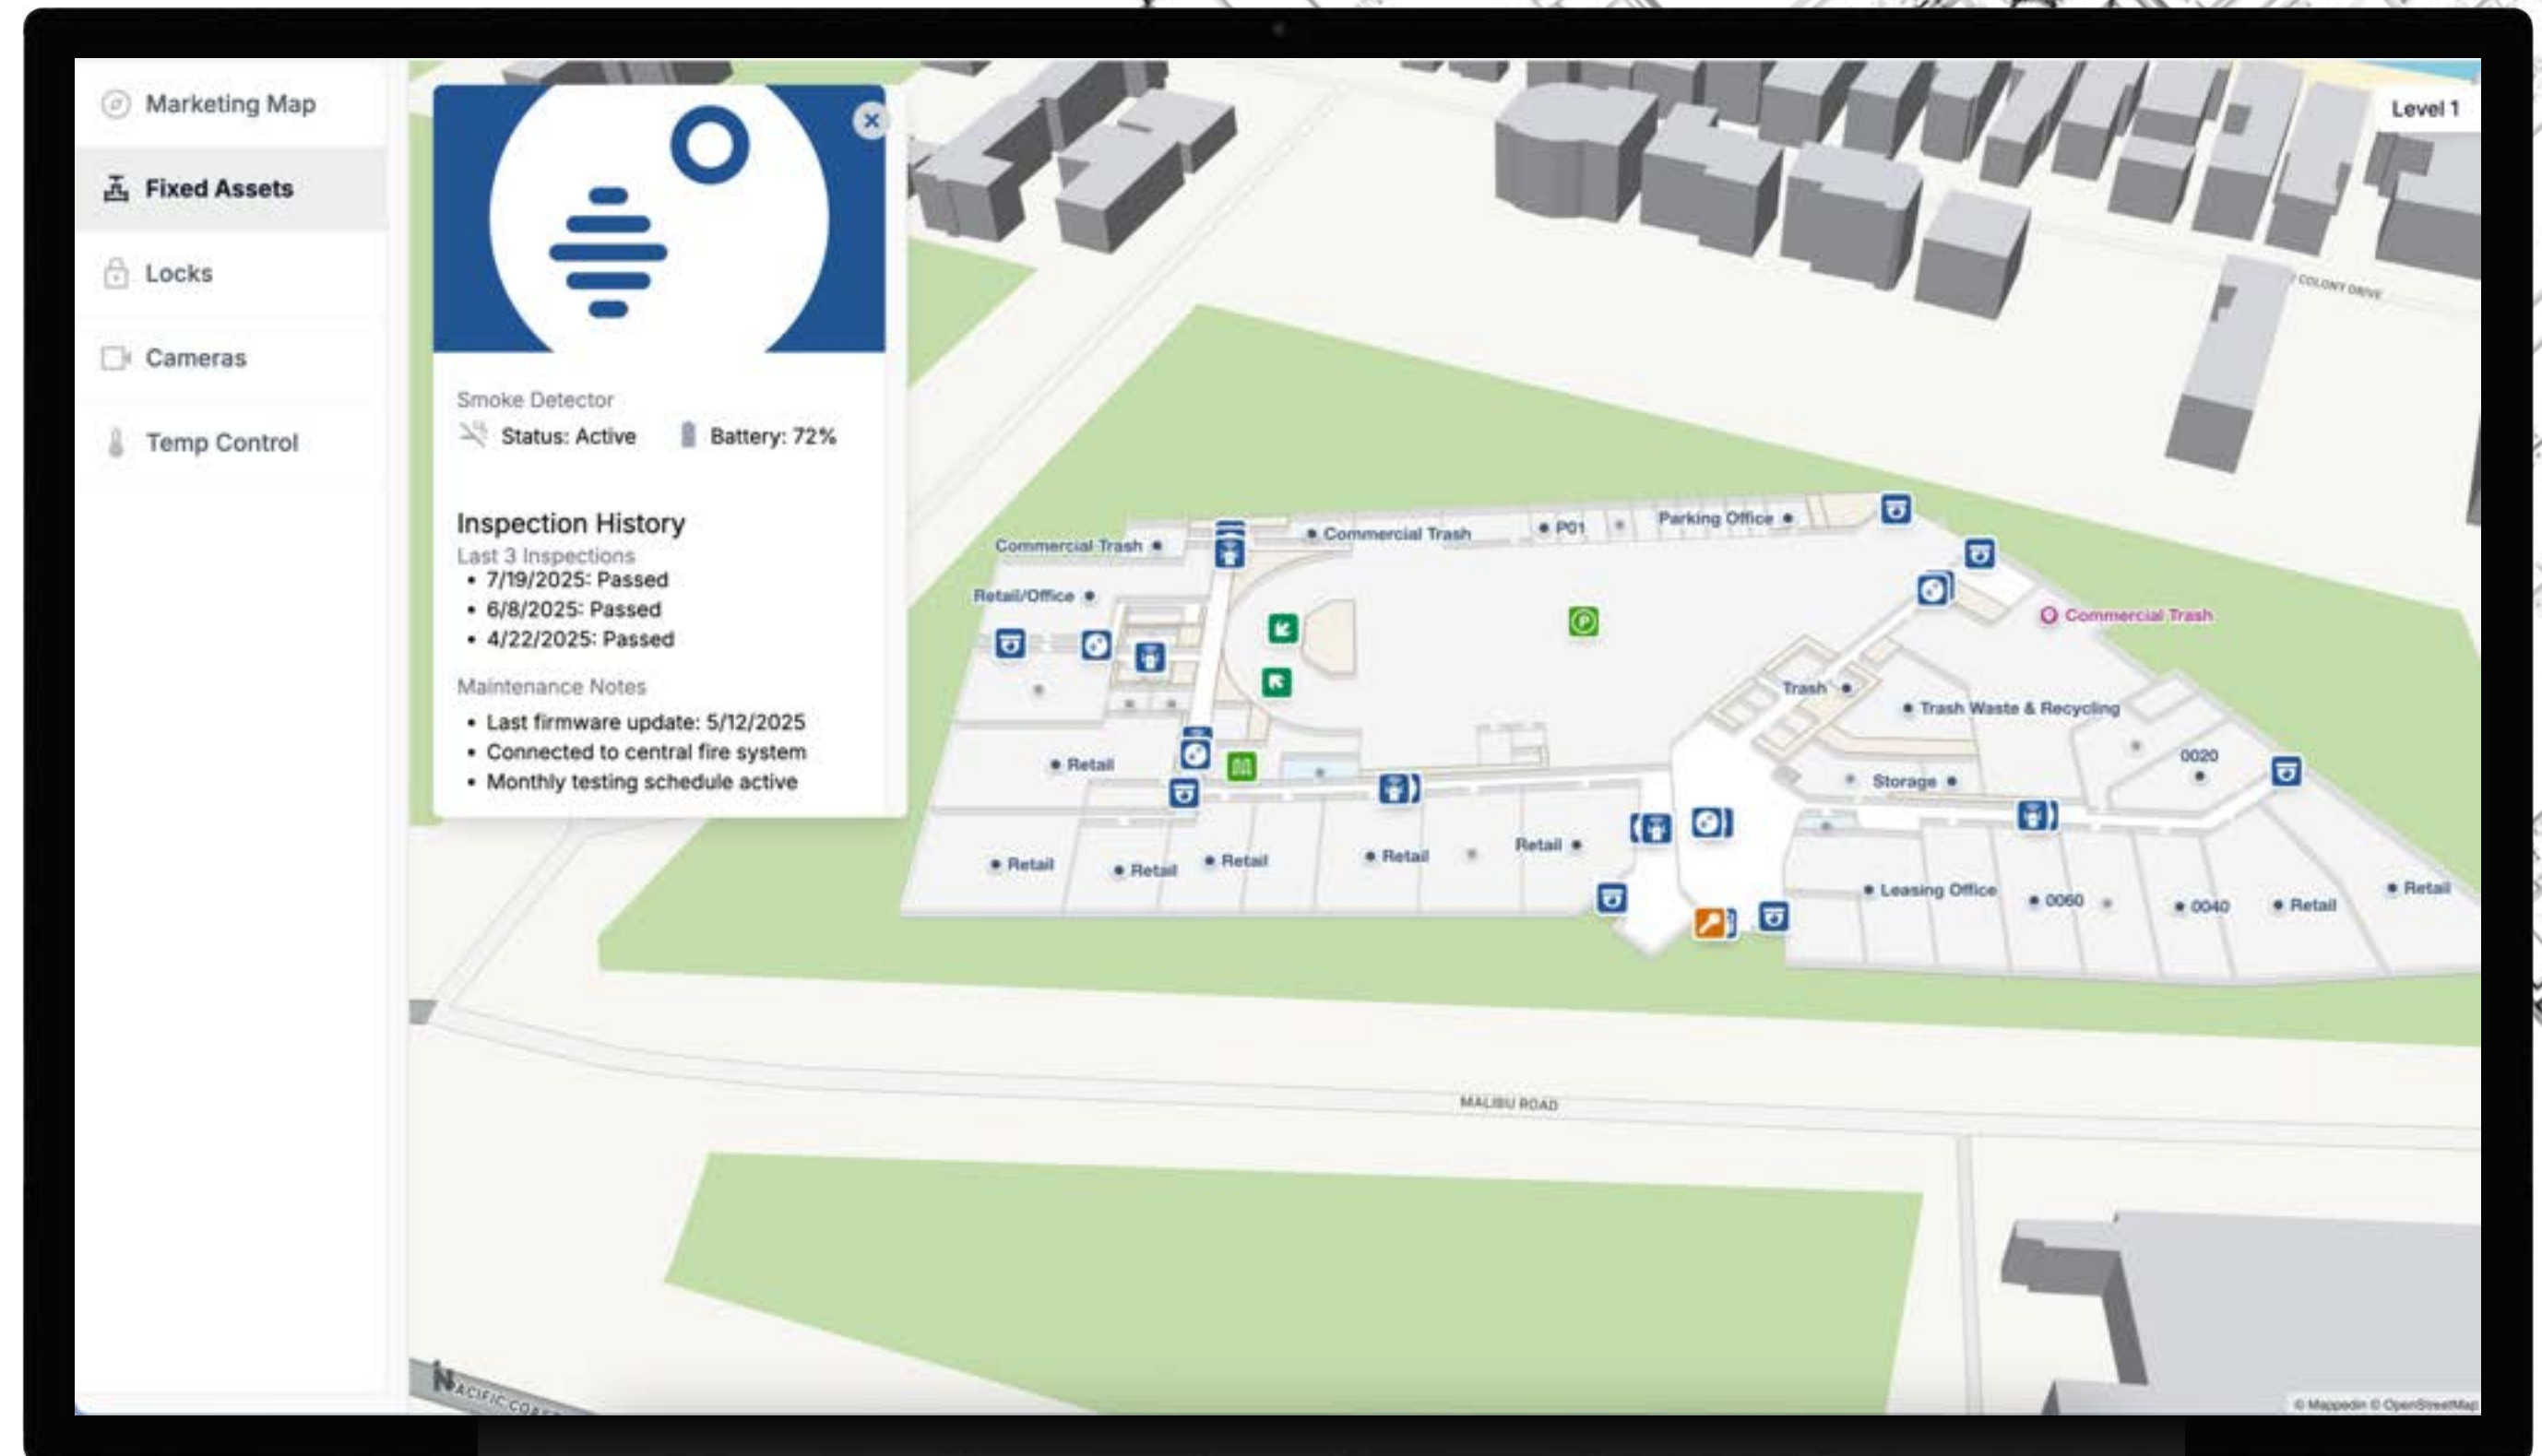 Marketing Map
Fixed Assets
Locks
Cameras
Temp Control
Smoke Detector
Status: Active
Battery: 72%
Inspection History
Last 3 Inspections
• 7/19/2025: Passed
• 6/8/2025: Passed
• 4/22/2025: Passed
Maintenance Notes
• Last firmware update: 5/12/2025
• Connected to central fire system
• Monthly testing schedule active
Level 1
COLONY DRIVE
Commercial Trash
Commercial Trash
P01
Parking Office
Retail/Office
P
Commercial Trash
Trash
Trash Waste & Recycling
Retail
0020
Storage
Retail
Retail
Retail
Retail
Retail
Leasing Office
0060
0040
Retail
Retail
MALIBU ROAD
N
© Mappedin © OpenStreetMap